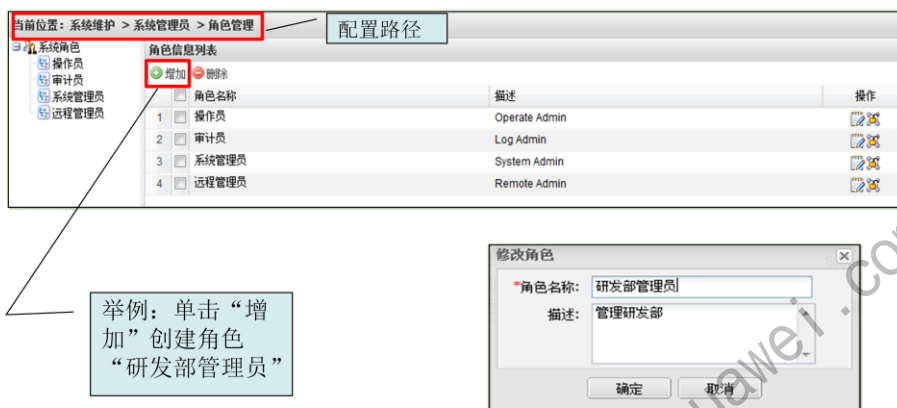 当前位置：系统维护 > 系统管理员 > 角色管理
配置路径
系统角色
操作员
审计员
系统管理员
远程管理员
角色信息列表
增加 删除
角色名称 描述 操作
1 操作员 Operate Admin
2 审计员 Log Admin
3 系统管理员 System Admin
4 远程管理员 Remote Admin
举例：单击“增
加”创建角色
“研发部管理员”
修改角色
*角色名称: 研发部管理员
描述: 管理研发部
确定 取消